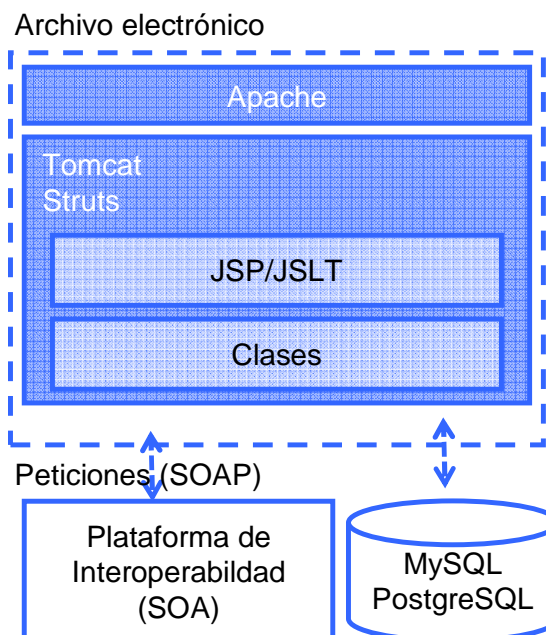 Archivo electrónico
Apache
Tomcat
Struts
JSP/JSLT
Clases
Peticiones (SOAP)
Plataforma de
Interoperabildad
(SOA)
MySQL
PostgreSQL